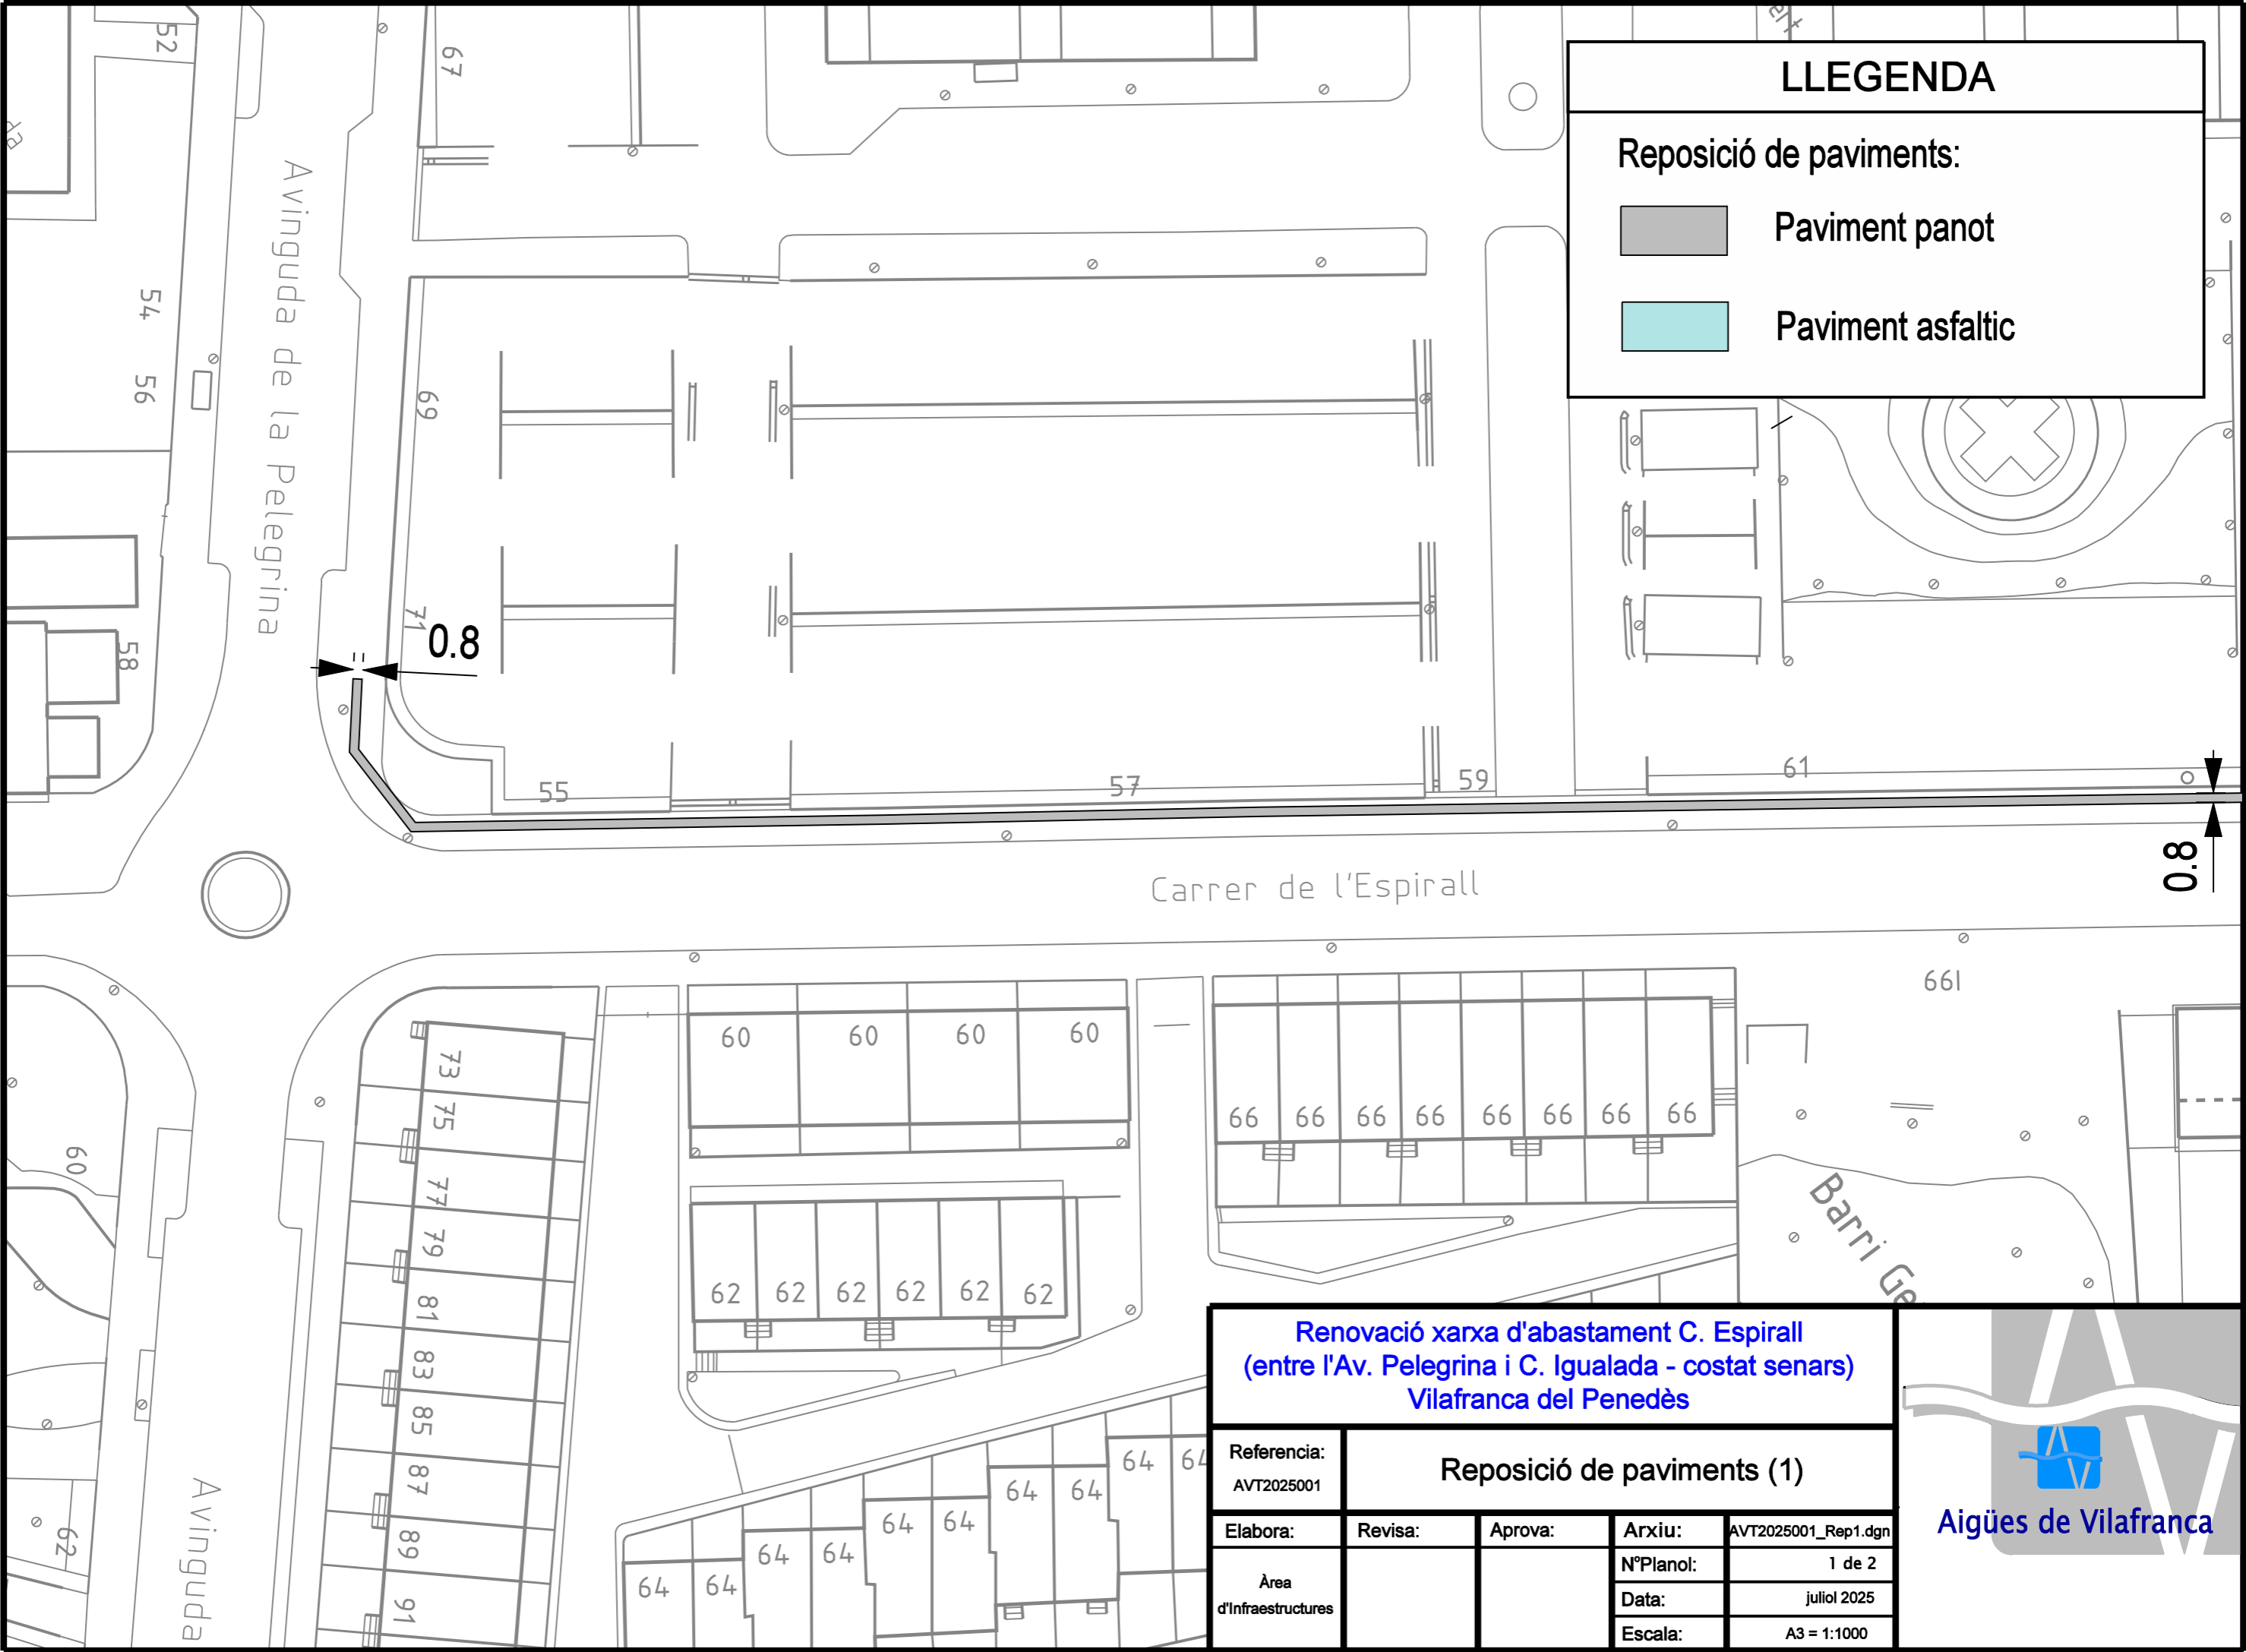 LLEGENDA
Reposició de paviments:
Paviment panot
Paviment asfaltic
52
67
54
56
Avinguda de la Pelegrina
69
71
58
0.8
55
57
59
61
0.8
Carrer de l'Espirall
66I
60 60 60 60
66 66 66 66 66 66 66 66
73
75
77
79
81
83
85
87
89
91
60
62
62 62 62 62 62 62
64 64 64 64 64 64 64 64 64 64
Avinguda
Barri Ge
Renovació xarxa d'abastament C. Espirall
(entre l'Av. Pelegrina i C. Igualada - costat senars)
Vilafranca del Penedès
Referencia:
AVT2025001
Reposició de paviments (1)
Elabora:
Àrea
d'Infraestructures
Revisa:
Aprova:
Arxiu: AVT2025001_Rep1.dgn
NºPlanol: 1 de 2
Data: juliol 2025
Escala: A3 = 1:1000
Aigües de Vilafranca